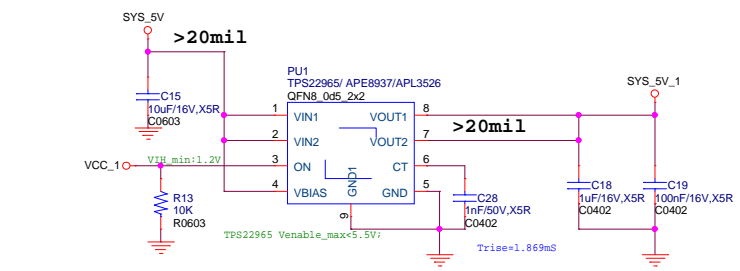 SYS_5V
>20mil
PU1
TPS22965/ APE8937/APL3526
QFN8_0d5_2x2
SYS_5V_1
C15
10uF/16V,X5R
C0603
1 VIN1 VOUT1 8
2 VIN2 VOUT2 7
>20mil
VCC_1
VIH_min:1.2V
3 ON CT 6
4 VBIAS GND 5
GND1
9
R13
10K
R0603
C28
1nF/50V,X5R
C0402
C18
1uF/16V,X5R
C0402
C19
100nF/16V,X5R
C0402
TPS22965 Venable_max<5.5V;
Trise=1.869mS